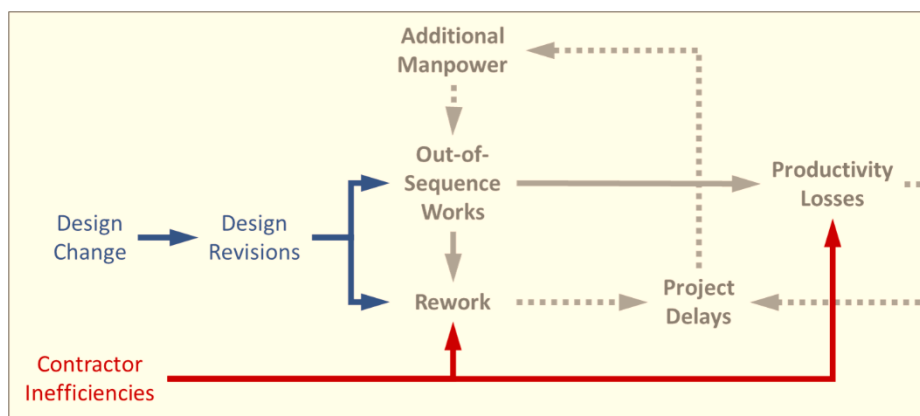 Additional
Manpower
Out-of-
Sequence
Works
Productivity
Losses
Design
Change
Design
Revisions
Rework
Project
Delays
Contractor
Inefficiencies